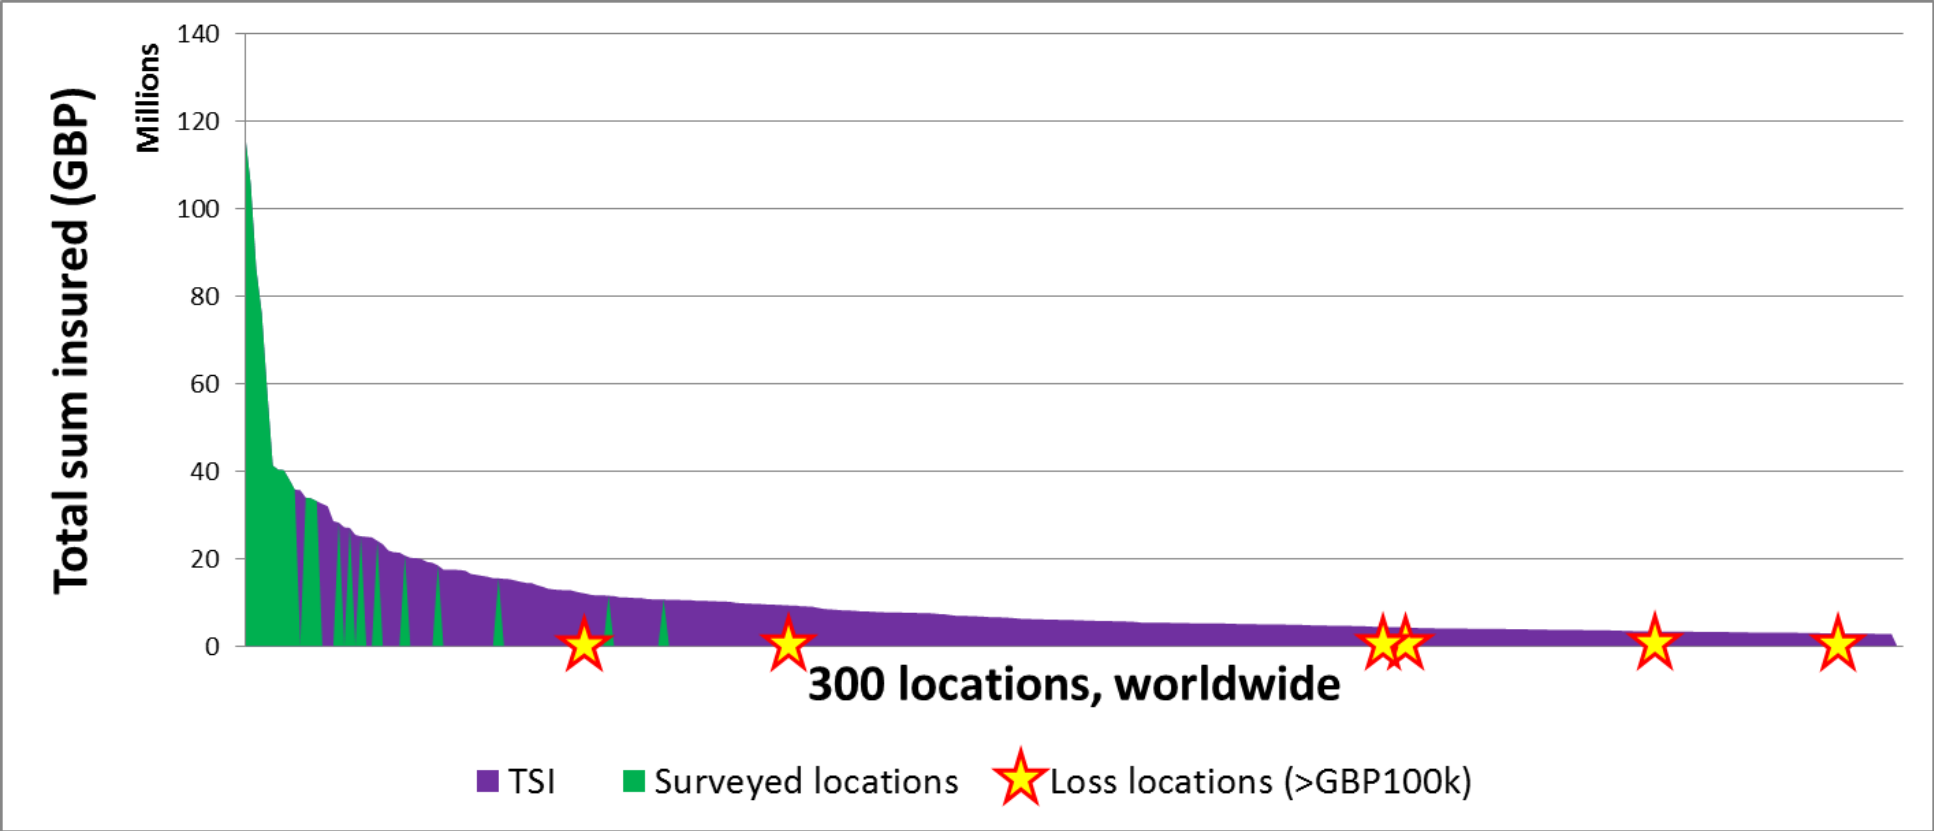 Total sum insured (GBP)
Millions
140
120
100
80
60
40
20
0
300 locations, worldwide
TSI
Surveyed locations
Loss locations (>GBP100k)